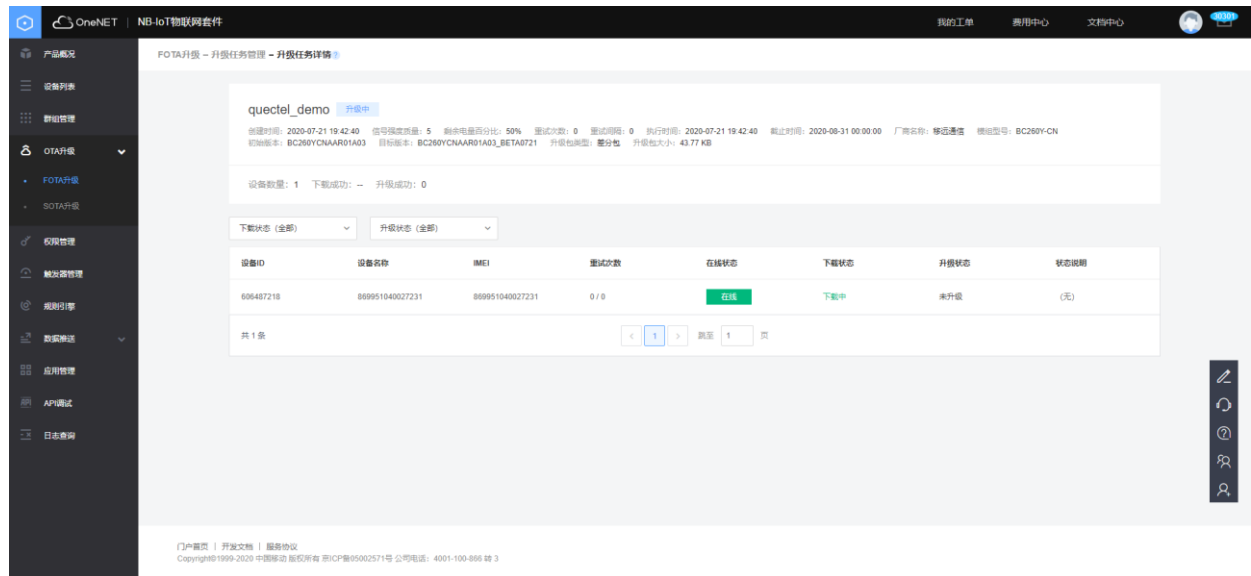 OneNET | NB-IoT物联网套件
我的工单 费用中心 文档中心 30301
产品概况
设备列表
群组管理
OTA升级
FOTA升级
SOTA升级
权限管理
触发器管理
规则引擎
数据推送
应用管理
API调试
日志查询
FOTA升级 – 升级任务管理 – 升级任务详情
quectel_demo 升级中
创建时间: 2020-07-21 19:42:40 信号强度质量: 5 剩余电量百分比: 50% 重试次数: 0 重试间隔: 0 执行时间: 2020-07-21 19:42:40 截止时间: 2020-08-31 00:00:00 厂商名称: 移远通信 模组型号: BC260Y-CN
初始版本: BC260YCNAAR01A03 目标版本: BC260YCNAAR01A03_BETA0721 升级包类型: 差分包 升级包大小: 43.77 KB
设备数量: 1 下载成功: -- 升级成功: 0
下载状态 (全部) 升级状态 (全部)
设备ID 设备名称 IMEI 重试次数 在线状态 下载状态 升级状态 状态说明
606487218 869951040027231 869951040027231 0 / 0 在线 下载中 未升级 (无)
共 1 条 < 1 > 跳至 1 页
门户首页 | 开发文档 | 服务协议
Copyright©1999-2020 中国移动 版权所有 京ICP备05002571号 公司电话: 4001-100-866 转 3